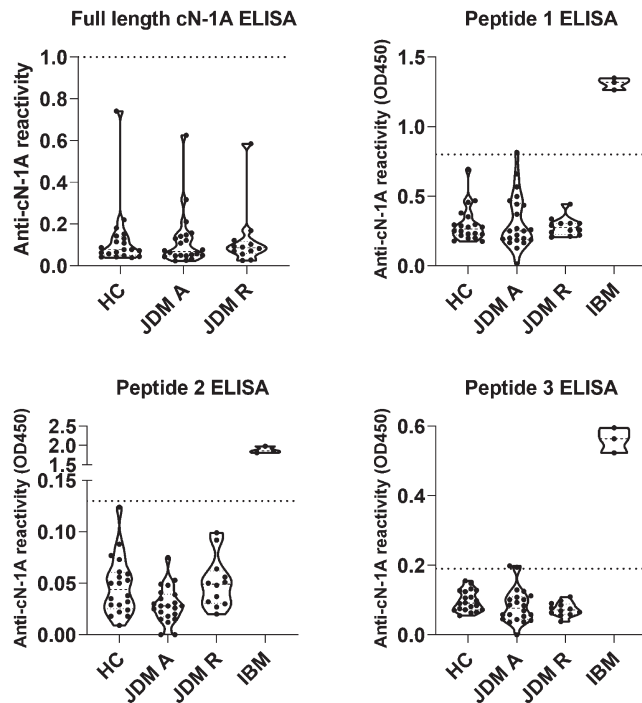 Full length cN-1A ELISA
Anti-cN-1A reactivity
1.0
0.8
0.6
0.4
0.2
0.0
HC
JDM A
JDM R
Peptide 1 ELISA
Anti-cN-1A reactivity (OD450)
1.5
1.0
0.5
0.0
HC
JDM A
JDM R
IBM
Peptide 2 ELISA
Anti-cN-1A reactivity (OD450)
2.5
2.0
1.5
0.15
0.10
0.05
0.00
HC
JDM A
JDM R
IBM
Peptide 3 ELISA
Anti-cN-1A reactivity (OD450)
0.6
0.4
0.2
0.0
HC
JDM A
JDM R
IBM